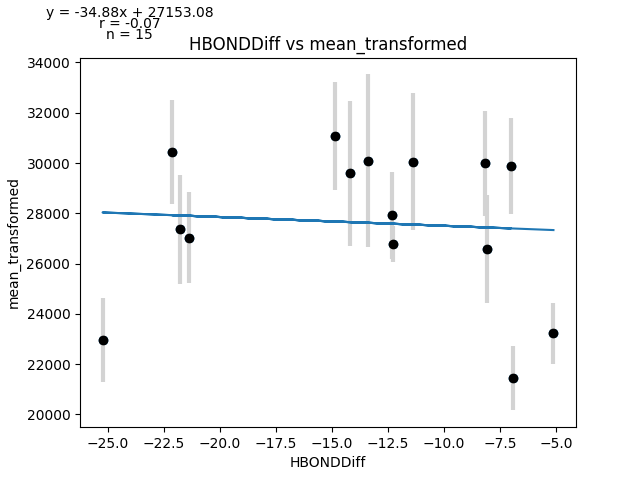 y = -34.88x + 27153.08
r = -0.07
n = 15
HBONDDiff vs mean_transformed
34000
32000
30000
28000
26000
24000
22000
20000
mean_transformed
−25.0 −22.5 −20.0 −17.5 −15.0 −12.5 −10.0 −7.5 −5.0
HBONDDiff